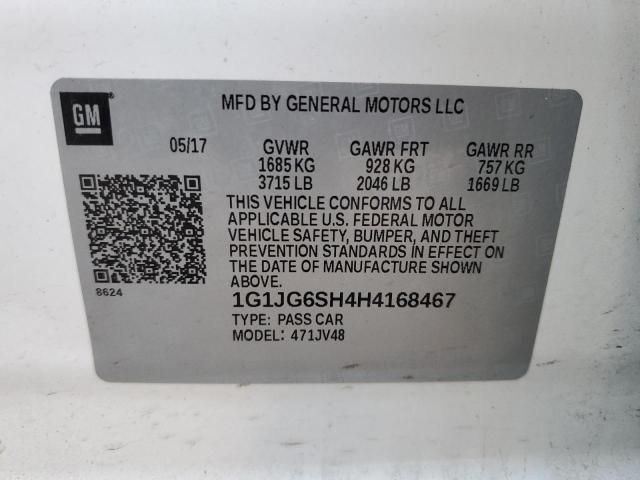 GM
MFD BY GENERAL MOTORS LLC
05/17 GVWR GAWR FRT GAWR RR
1685 KG 928 KG 757 KG
3715 LB 2046 LB 1669 LB
THIS VEHICLE CONFORMS TO ALL
APPLICABLE U.S. FEDERAL MOTOR
VEHICLE SAFETY, BUMPER, AND THEFT
PREVENTION STANDARDS IN EFFECT ON
THE DATE OF MANUFACTURE SHOWN
ABOVE.
8624
1G1JG6SH4H4168467
TYPE: PASS CAR
MODEL: 471JV48